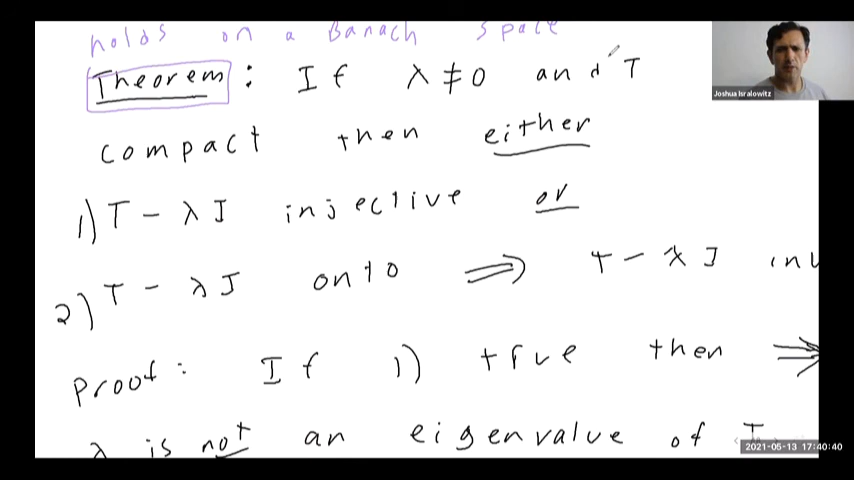 holds on a Banach space
Theorem: If λ ≠ 0 and T
compact then either
1) T - λI injective or
2) T - λI onto ⟹ T - λI inv
Proof: If 1) true then ⟹
λ is not an eigenvalue of T
Joshua Isralowitz
2021-05-13 17:40:40